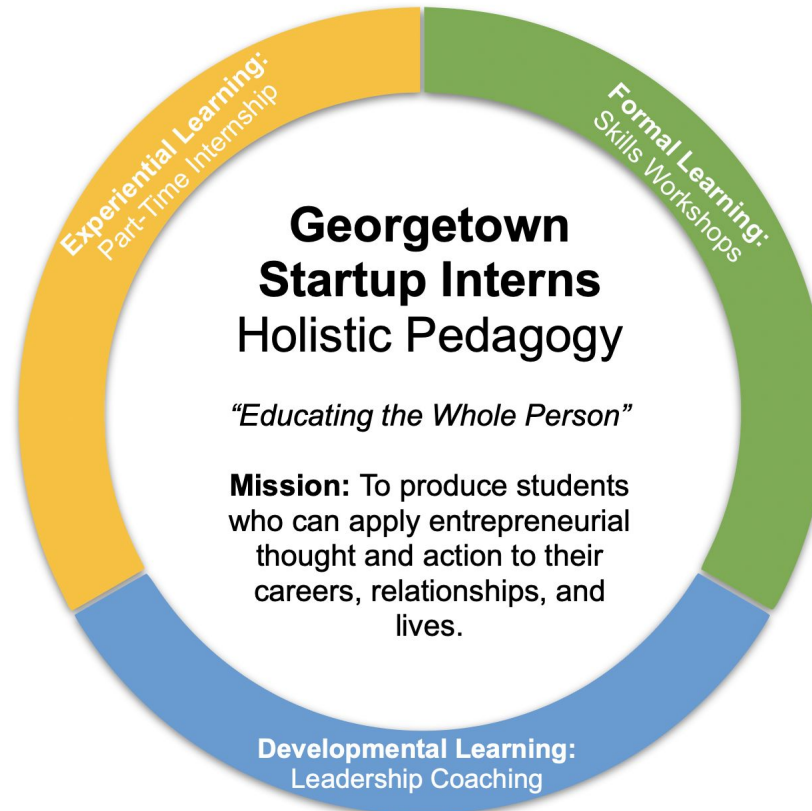 Experiential Learning:
Part-Time Internship
Formal Learning:
Skills Workshops
Georgetown
Startup Interns
Holistic Pedagogy
“Educating the Whole Person”
Mission: To produce students
who can apply entrepreneurial
thought and action to their
careers, relationships, and
lives.
Developmental Learning:
Leadership Coaching